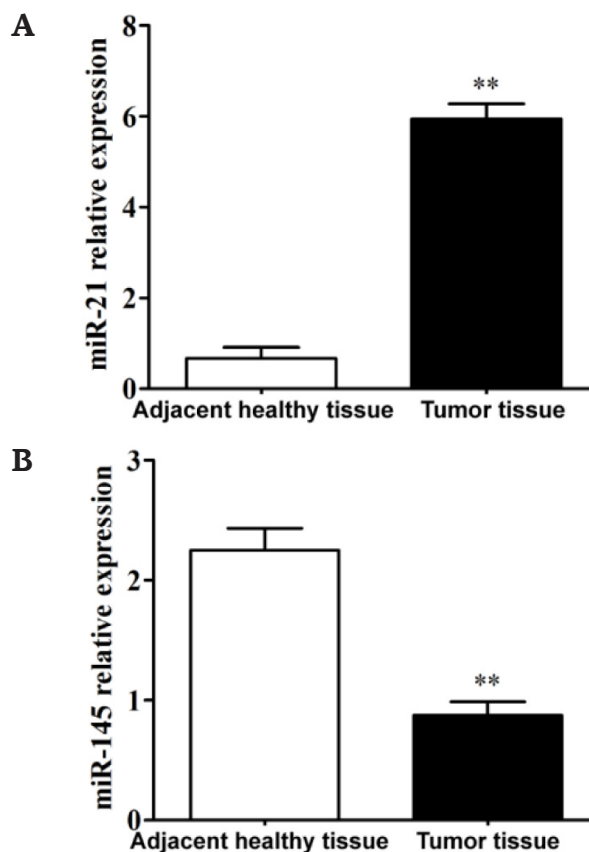 A
miR-21 relative expression
8
6
4
2
0
**
Adjacent healthy tissue Tumor tissue
B
miR-145 relative expression
3
2
1
0
**
Adjacent healthy tissue Tumor tissue